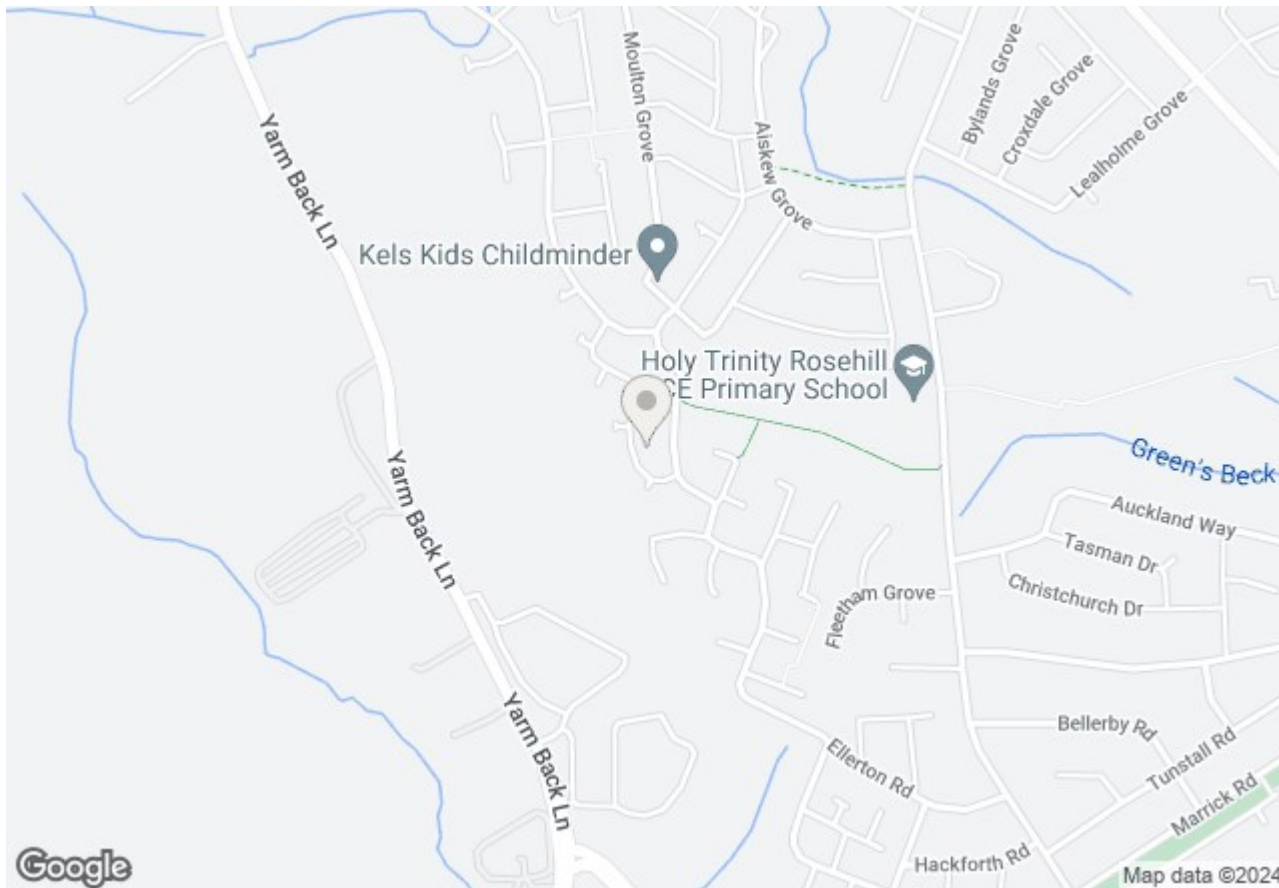 Moulton Grove
Bylands Grove
Croxdale Grove
Lealholme Grove
Yarm Back Ln
Aiskew Grove
Kels Kids Childminder
Holy Trinity Rosehill
CE Primary School
Green's Beck
Yarm Back Ln
Auckland Way
Tasman Dr
Christchurch Dr
Fleetham Grove
Yarm Back Ln
Bellerby Rd
Ellerton Rd
Tunstall Rd
Marrick Rd
Hackforth Rd
Google
Map data ©2024